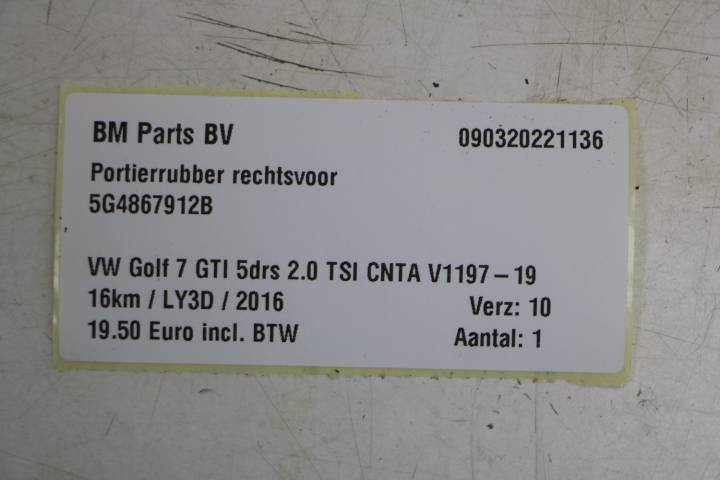 BM Parts BV 090320221136
Portierrubber rechtsvoor
5G4867912B
VW Golf 7 GTI 5drs 2.0 TSI CNTA V1197-19
16km / LY3D / 2016 Verz: 10
19.50 Euro incl. BTW Aantal: 1